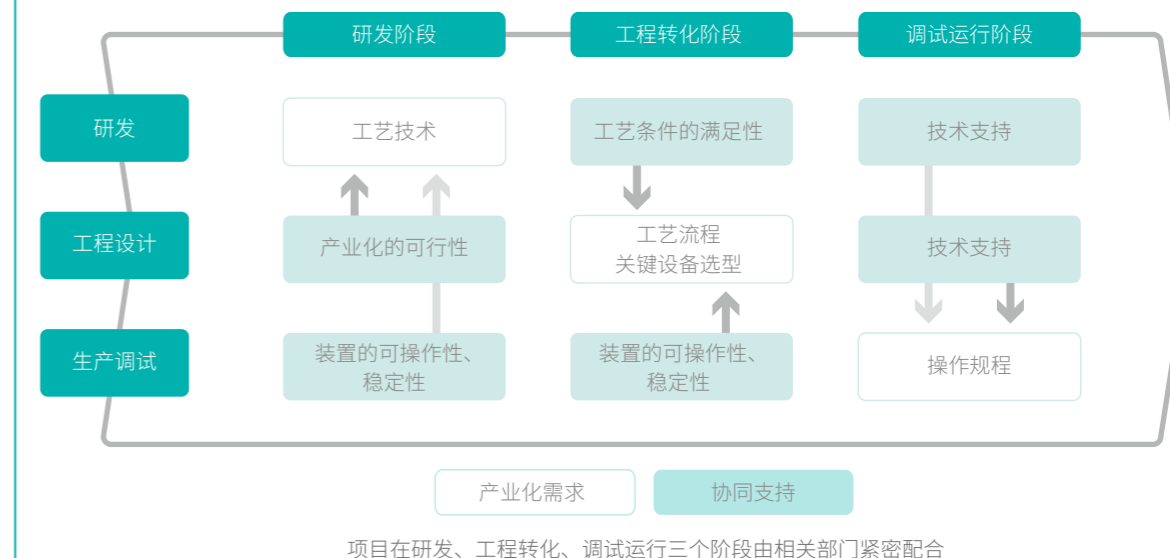 研发阶段
工程转化阶段
调试运行阶段
研发
工艺技术
工艺条件的满足性
技术支持
工程设计
产业化的可行性
工艺流程
关键设备选型
技术支持
生产调试
装置的可操作性、
稳定性
装置的可操作性、
稳定性
操作规程
产业化需求
协同支持
项目在研发、工程转化、调试运行三个阶段由相关部门紧密配合